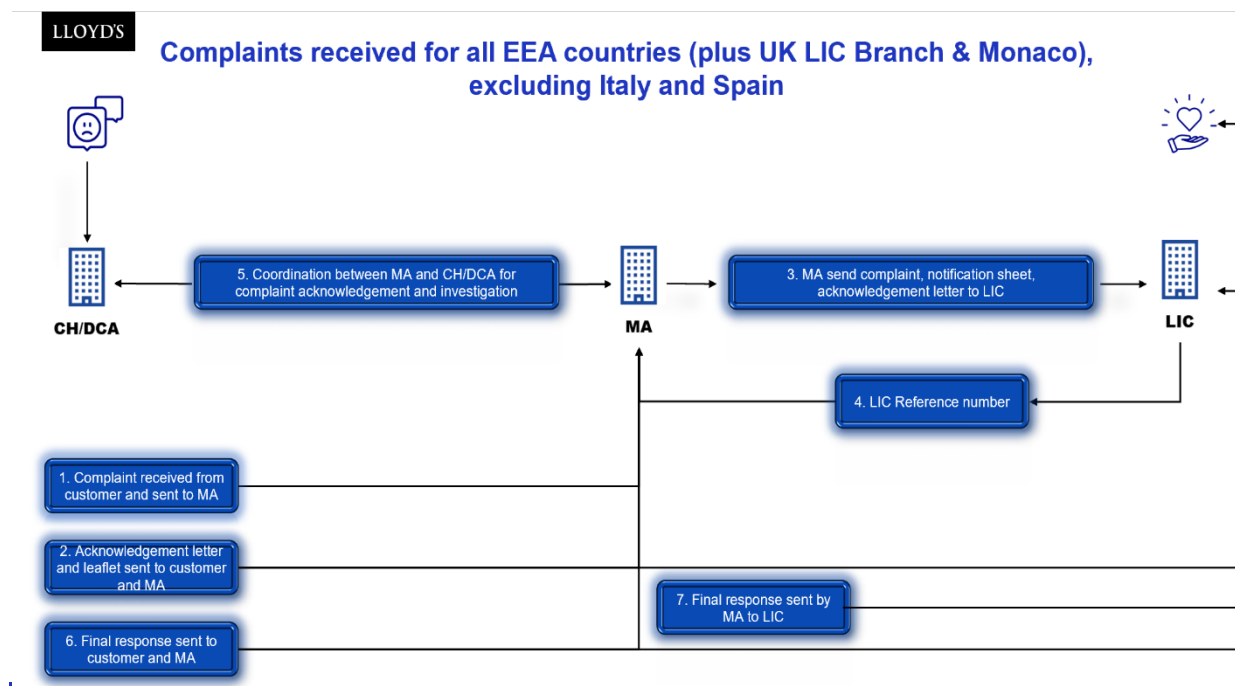 LLOYD'S
Complaints received for all EEA countries (plus UK LIC Branch & Monaco),
excluding Italy and Spain
5. Coordination between MA and CH/DCA for
complaint acknowledgement and investigation
3. MA send complaint, notification sheet,
acknowledgement letter to LIC
CH/DCA
MA
LIC
4. LIC Reference number
1. Complaint received from
customer and sent to MA
2. Acknowledgement letter
and leaflet sent to customer
and MA
7. Final response sent by
MA to LIC
6. Final response sent to
customer and MA